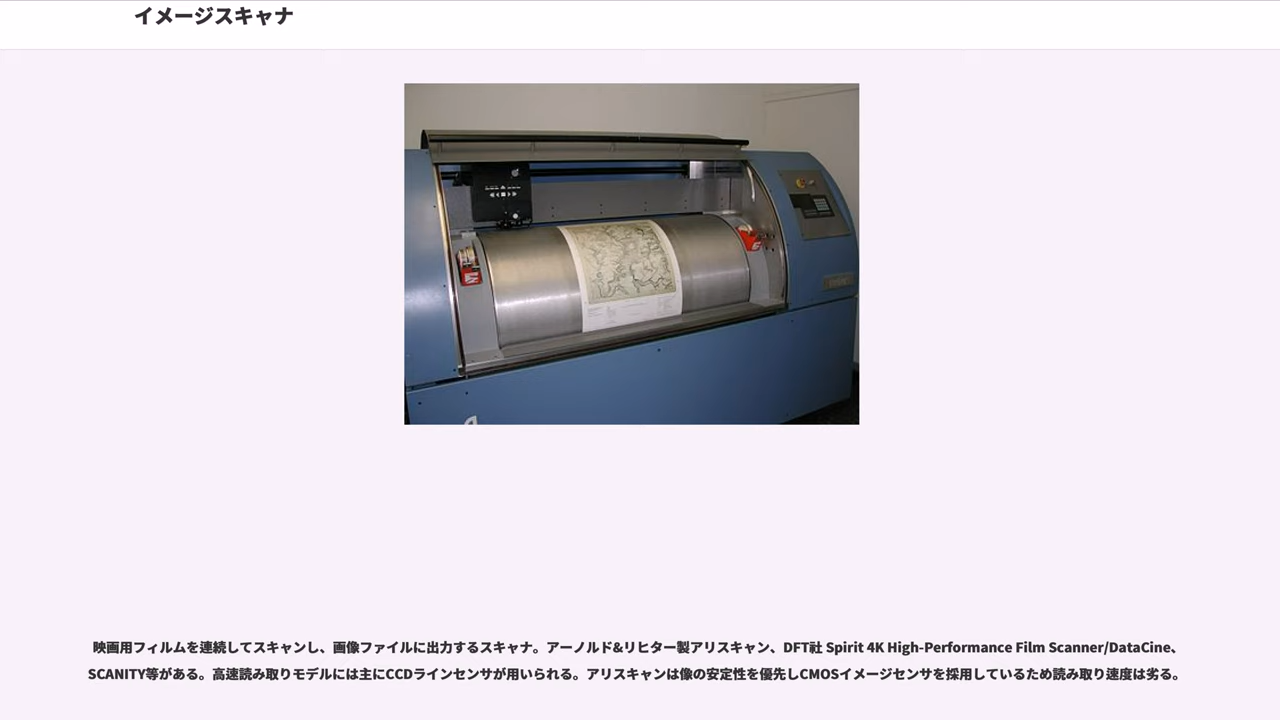 イメージスキャナ
映画用フィルムを連続してスキャンし、画像ファイルに出力するスキャナ。アーノルド&リヒター製アリスキャン、DFT社 Spirit 4K High-Performance Film Scanner/DataCine、
SCANITY等がある。高速読み取りモデルには主にCCDラインセンサが用いられる。アリスキャンは像の安定性を優先しCMOSイメージセンサを採用しているため読み取り速度は劣る。